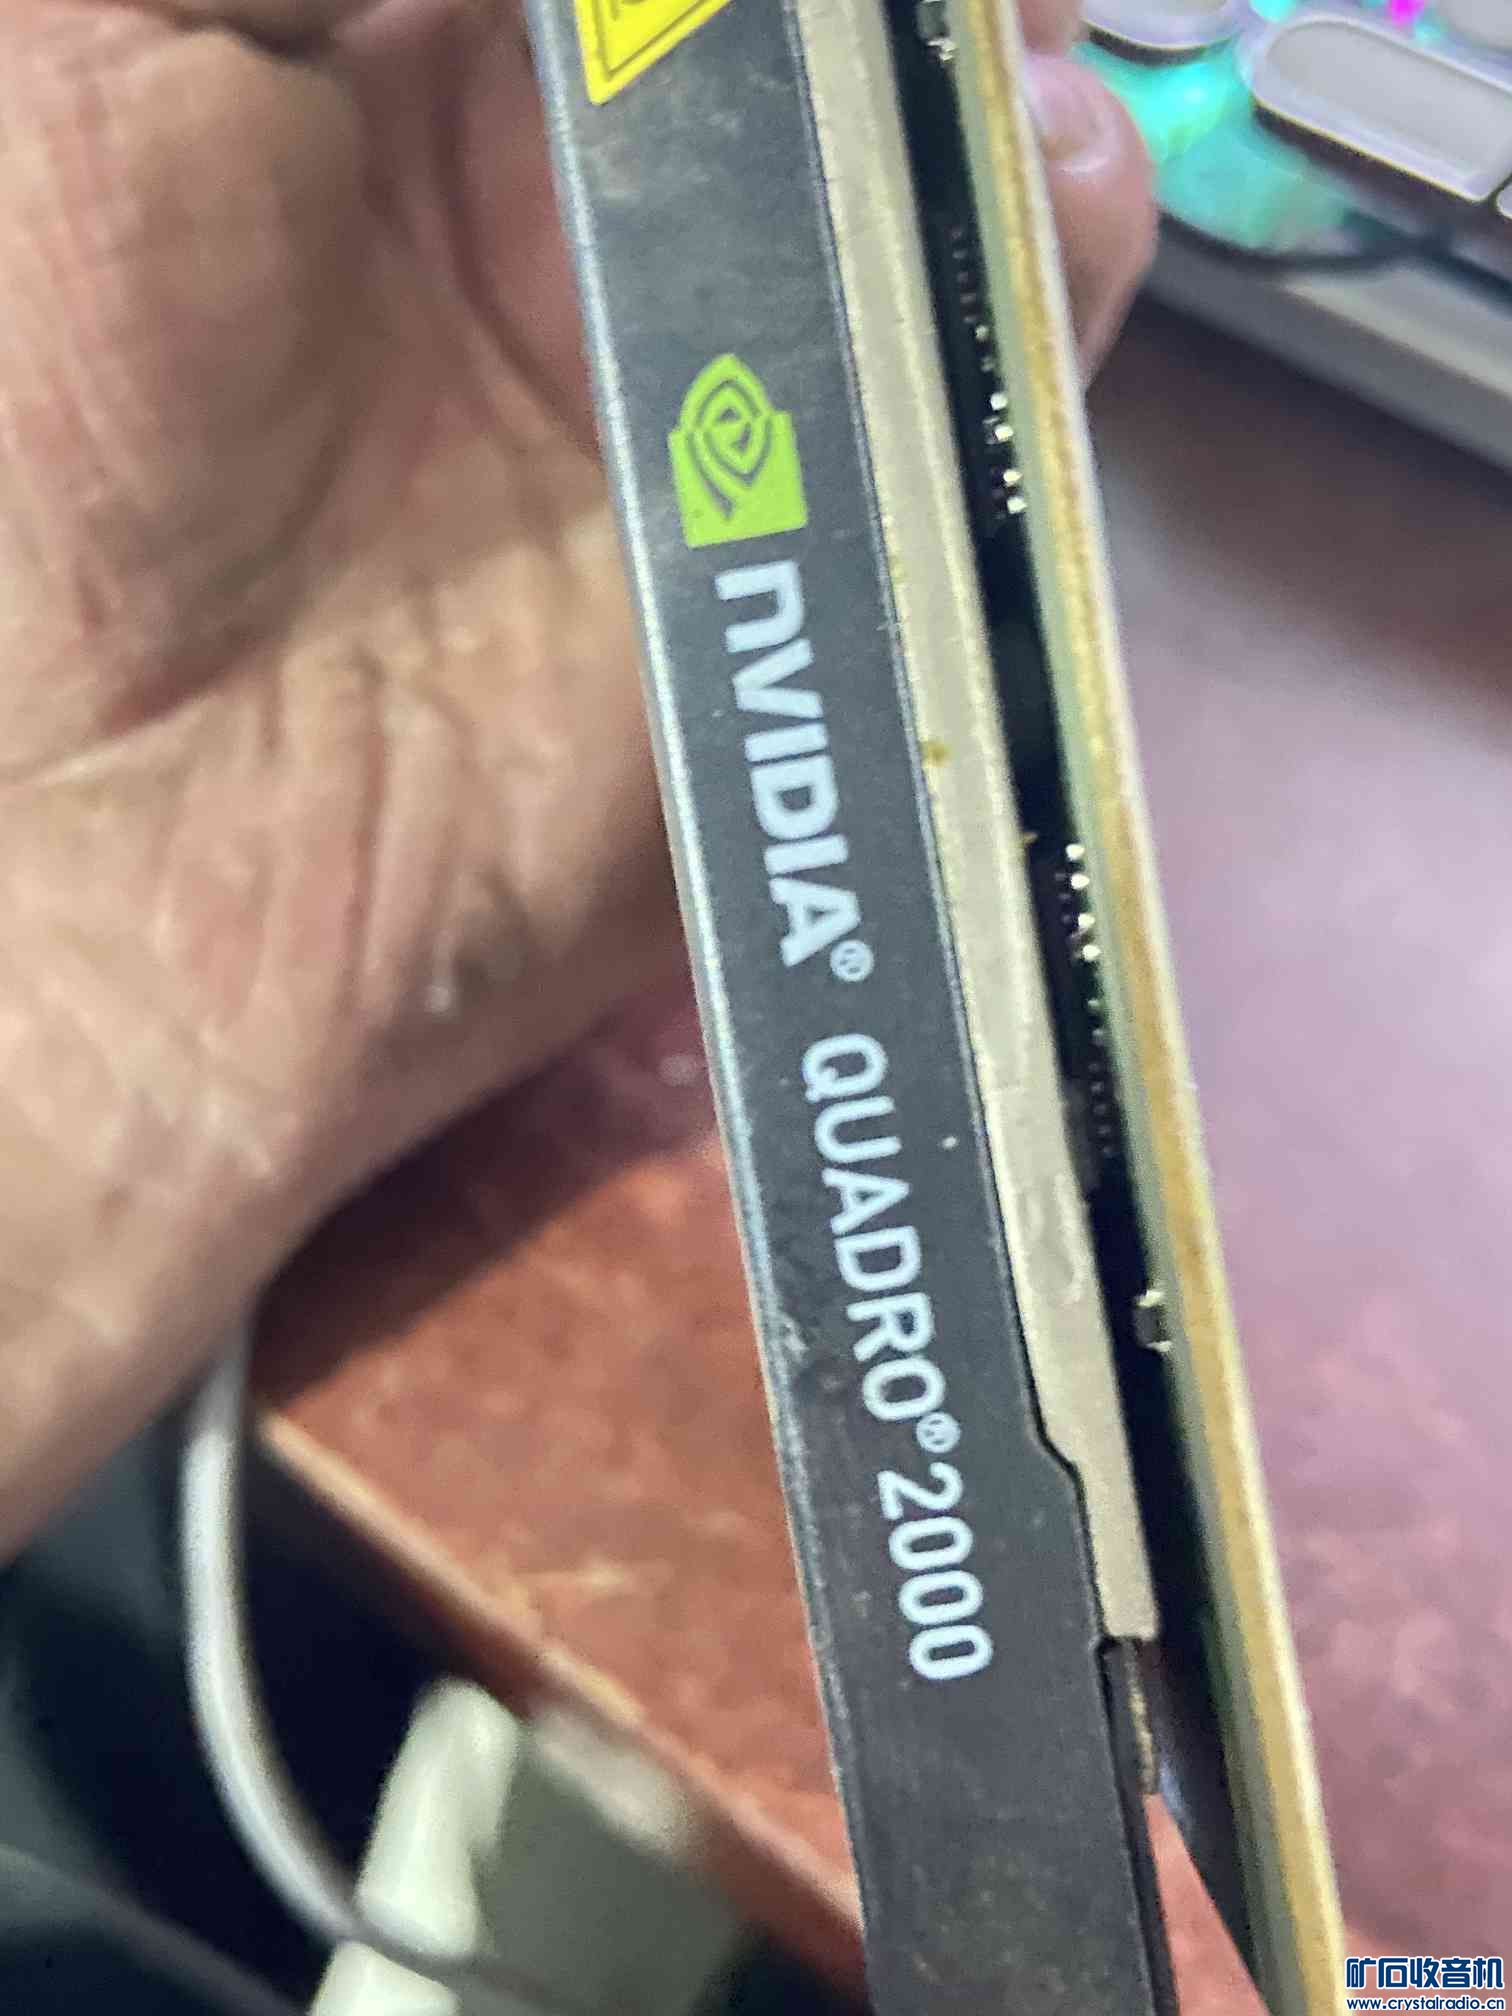 nVIDIA® QUADRO® 2000
矿石收音机
www.crystalradio.cn